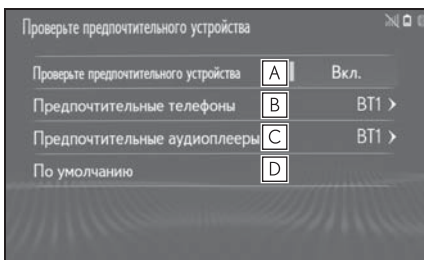 Проверьте предпочтительного устройства
Проверьте предпочтительного устройства A Вкл.
Предпочтительные телефоны B BT1 >
Предпочтительные аудиоплееры C BT1 >
По умолчанию D